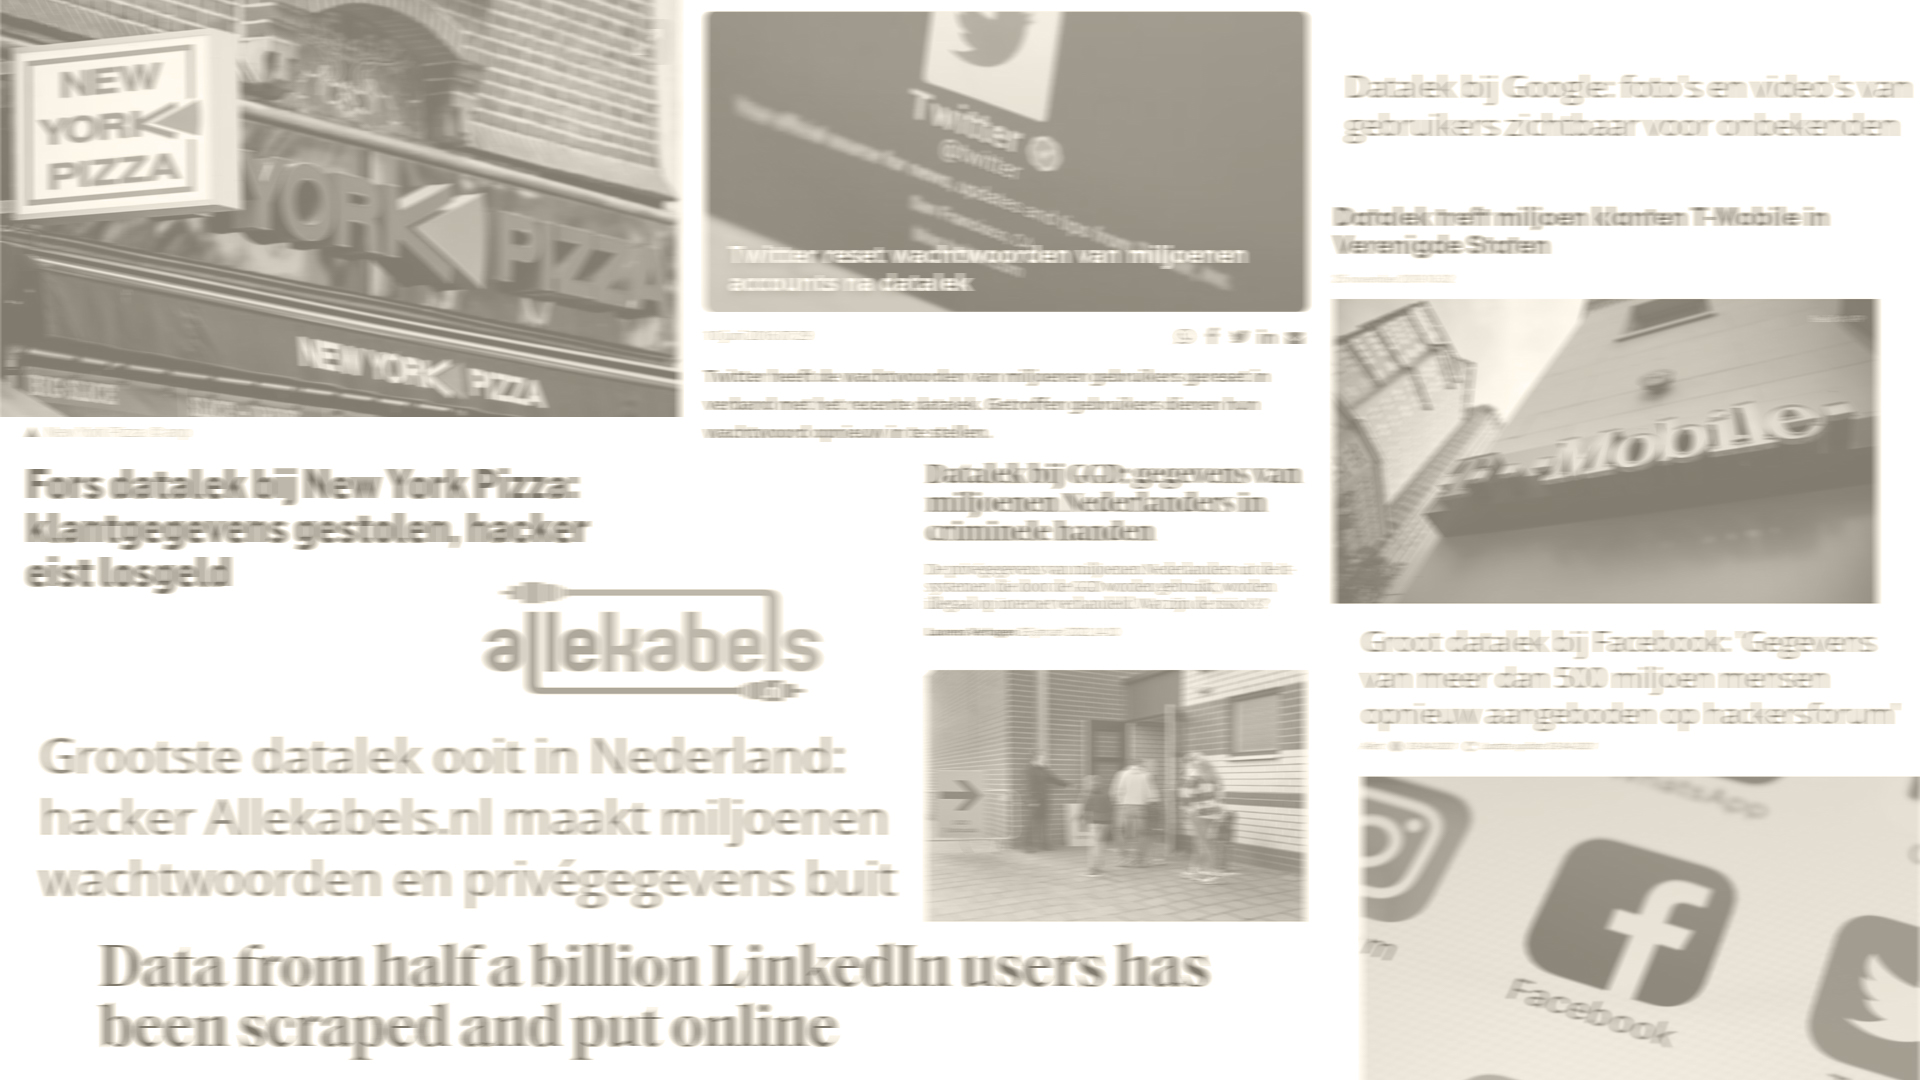 NEW
YORK
PIZZA
YORK PIZZA
NEW YORK PIZZA
Fors datalek bij New York Pizza:
klantgegevens gestolen, hacker
eist losgeld
Twitter
@twitter
Twitter reset wachtwoorden van miljoenen
accounts na datalek
Twitter heeft de wachtwoorden van miljoenen gebruikers gereset in
verband met het recente datalek. Getroffen gebruikers dienen hun
wachtwoord opnieuw in te stellen.
Datalek bij Google: foto's en video's van
gebruikers zichtbaar voor onbekenden
Datalek treft miljoen klanten T-Mobile in
Verenigde Staten
T-Mobile
Datalek bij GGD: gegevens van
miljoenen Nederlanders in
criminele handen
allekabels
Grootste datalek ooit in Nederland:
hacker Allekabels.nl maakt miljoenen
wachtwoorden en privégegevens buit
Groot datalek bij Facebook: 'Gegevens
van meer dan 500 miljoen mensen
opnieuw aangeboden op hackersforum'
WhatsApp
Facebook
Data from half a billion LinkedIn users has
been scraped and put online